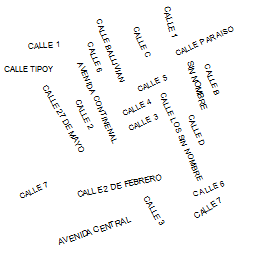 CALLE 1
CALLE BALLIVIAN
CALLE C
CALLE 1
CALLE PARAISO
CALLE 6
CALLE TIPOY
AVENIDA CONTINENAL
CALLE 5
SIN NOMBRE
CALLE B
CALLE 27 DE MAYO
CALLE 2
CALLE 4
CALLE 3
CALLE LOS SIN NOMBRE
CALLE D
CALLE 7
CALLE 2 DE FEBRERO
CALLE 6
CALLE 3
CALLE 7
AVENIDA CENTRAL